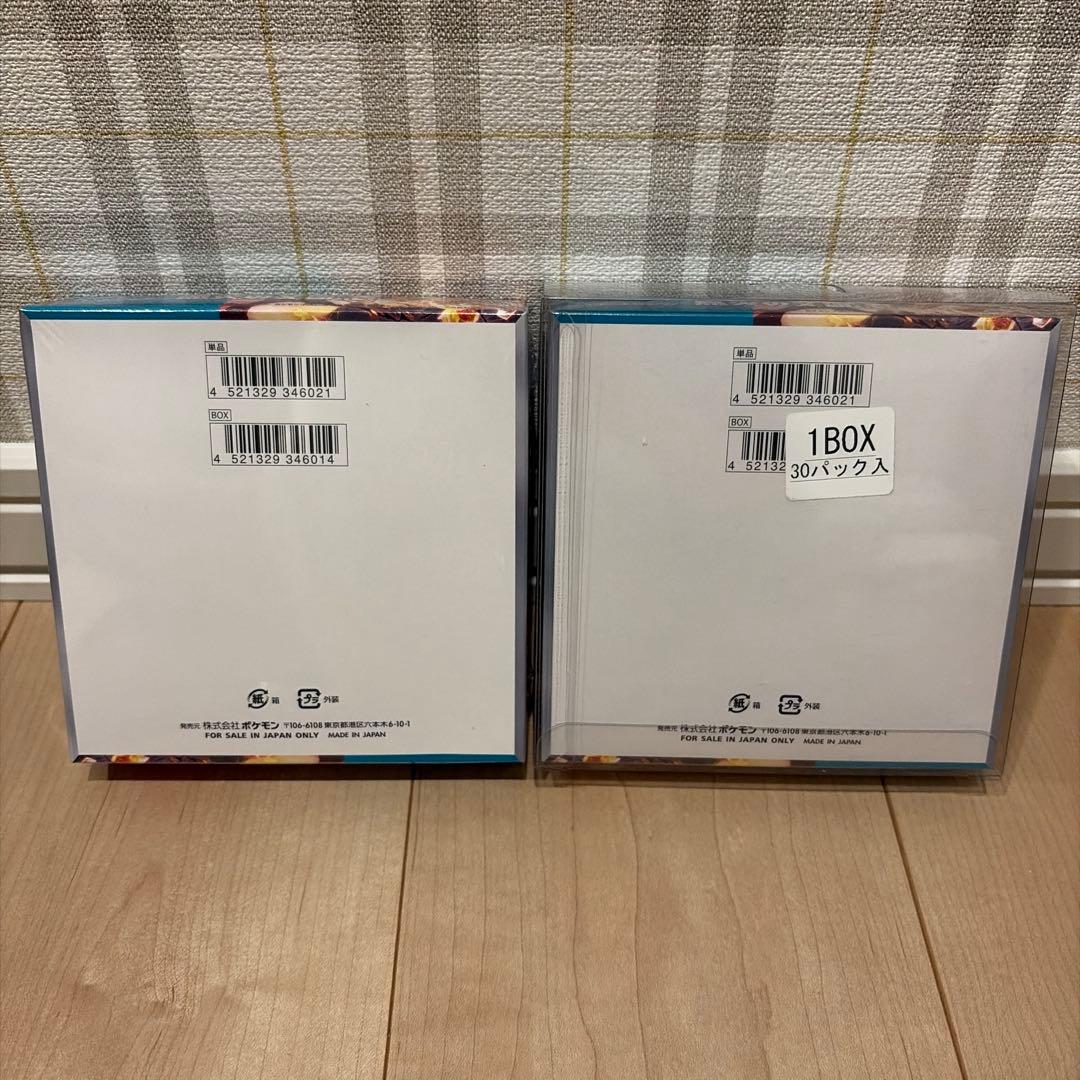 単品
4 521329 346021
BOX
4 521329 346014
紙 箱 プラ 外装
発売元 株式会社 ポケモン 〒106-6108 東京都港区六本木6-10-1
FOR SALE IN JAPAN ONLY MADE IN JAPAN
単品
4 521329 346021
BOX
4 52132
1BOX
30パック入
紙 箱 プラ 外装
発売元 株式会社 ポケモン 〒106-6108 東京都港区六本木6-10-1
FOR SALE IN JAPAN ONLY MADE IN JAPAN